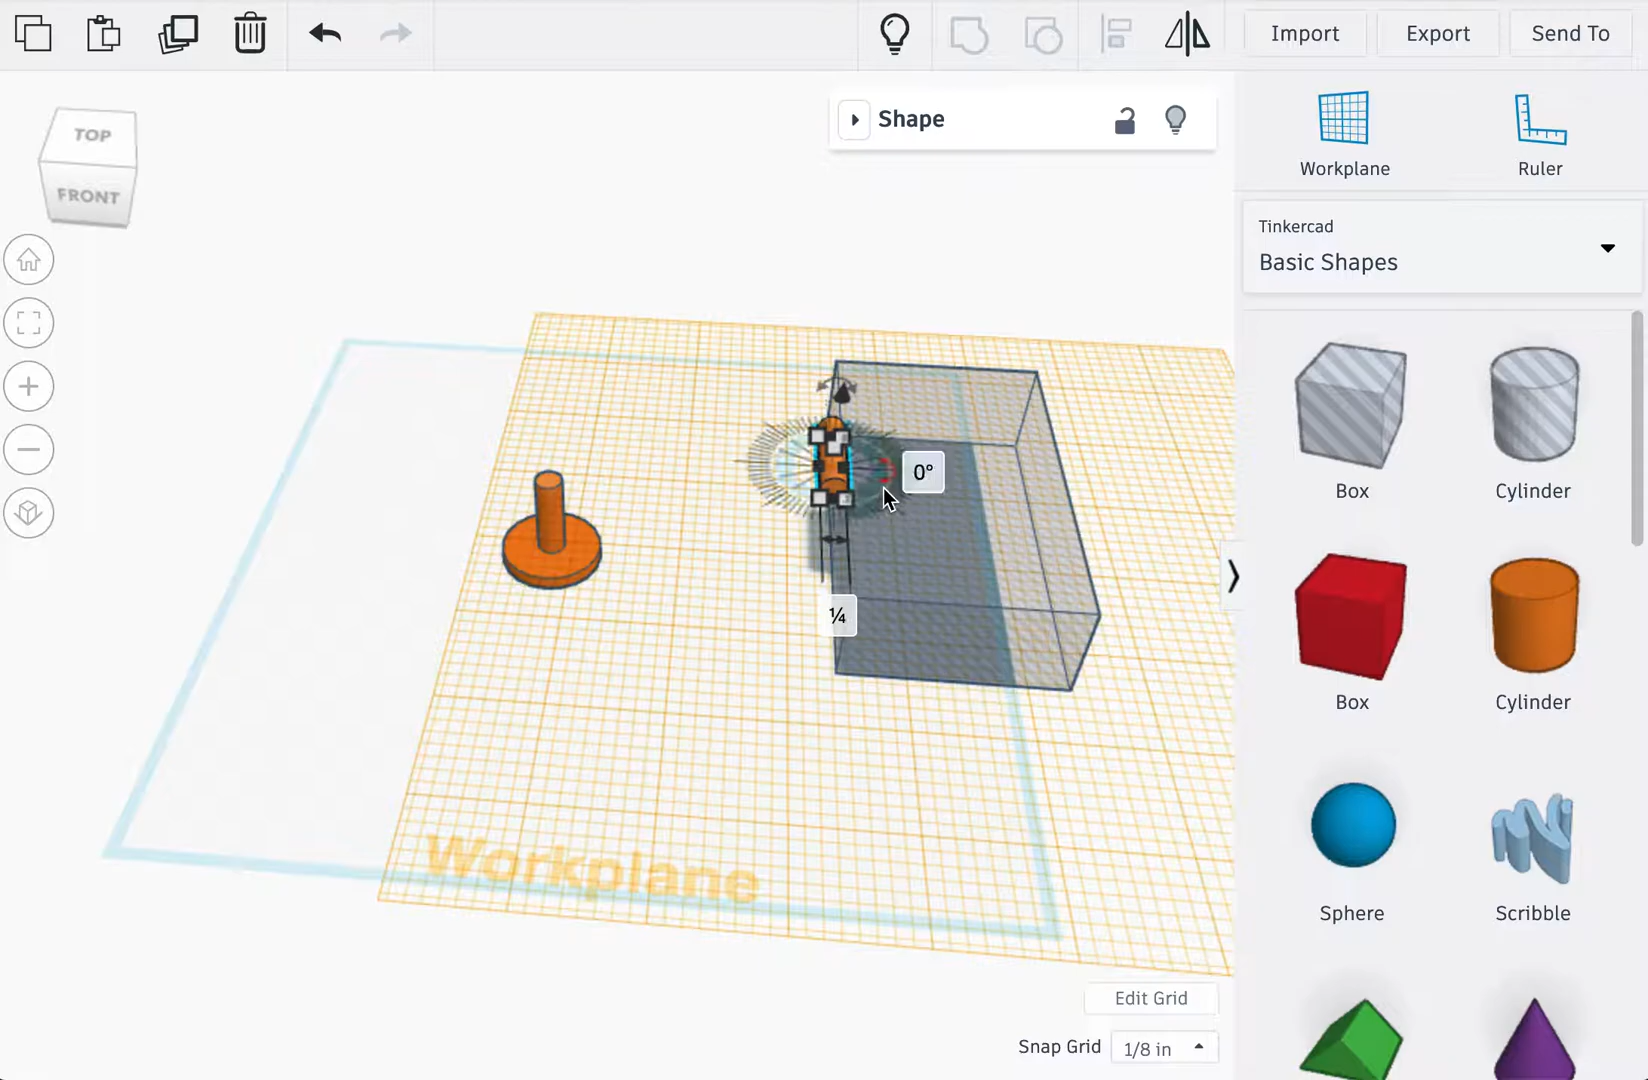 Import
Export
Send To
TOP
FRONT
Shape
Workplane
Ruler
Tinkercad
Basic Shapes
0°
¼
Box
Cylinder
Box
Cylinder
Sphere
Scribble
Workplane
Edit Grid
Snap Grid
1/8 in